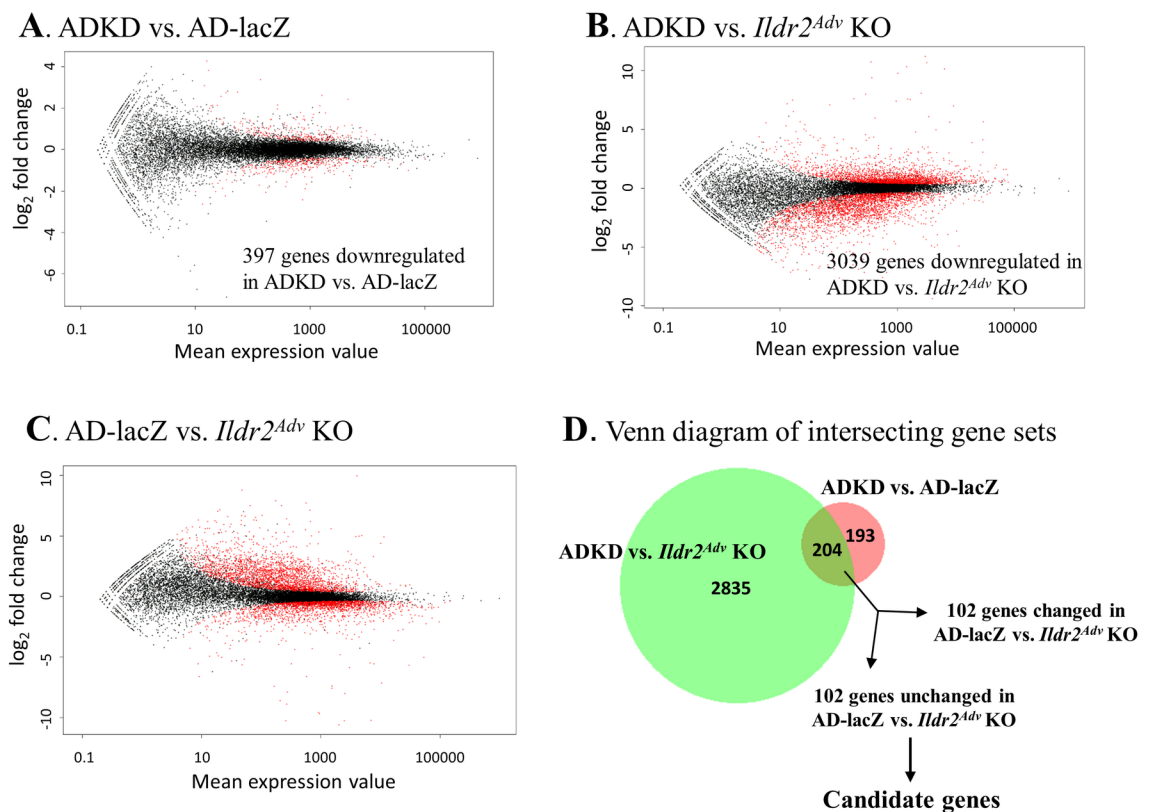 A. ADKD vs. AD-lacZ
4
2
0
-2
-4
-6
log2 fold change
397 genes downregulated
in ADKD vs. AD-lacZ
0.1 10 1000 100000
Mean expression value
B. ADKD vs. Ildr2Adv KO
10
5
0
-5
-10
log2 fold change
3039 genes downregulated in
ADKD vs. Ildr2Adv KO
0.1 10 1000 100000
Mean expression value
C. AD-lacZ vs. Ildr2Adv KO
10
5
0
-5
-10
log2 fold change
0.1 10 1000 100000
Mean expression value
D. Venn diagram of intersecting gene sets
ADKD vs. AD-lacZ
ADKD vs. Ildr2Adv KO
204
193
2835
102 genes changed in
AD-lacZ vs. Ildr2Adv KO
102 genes unchanged in
AD-lacZ vs. Ildr2Adv KO
Candidate genes